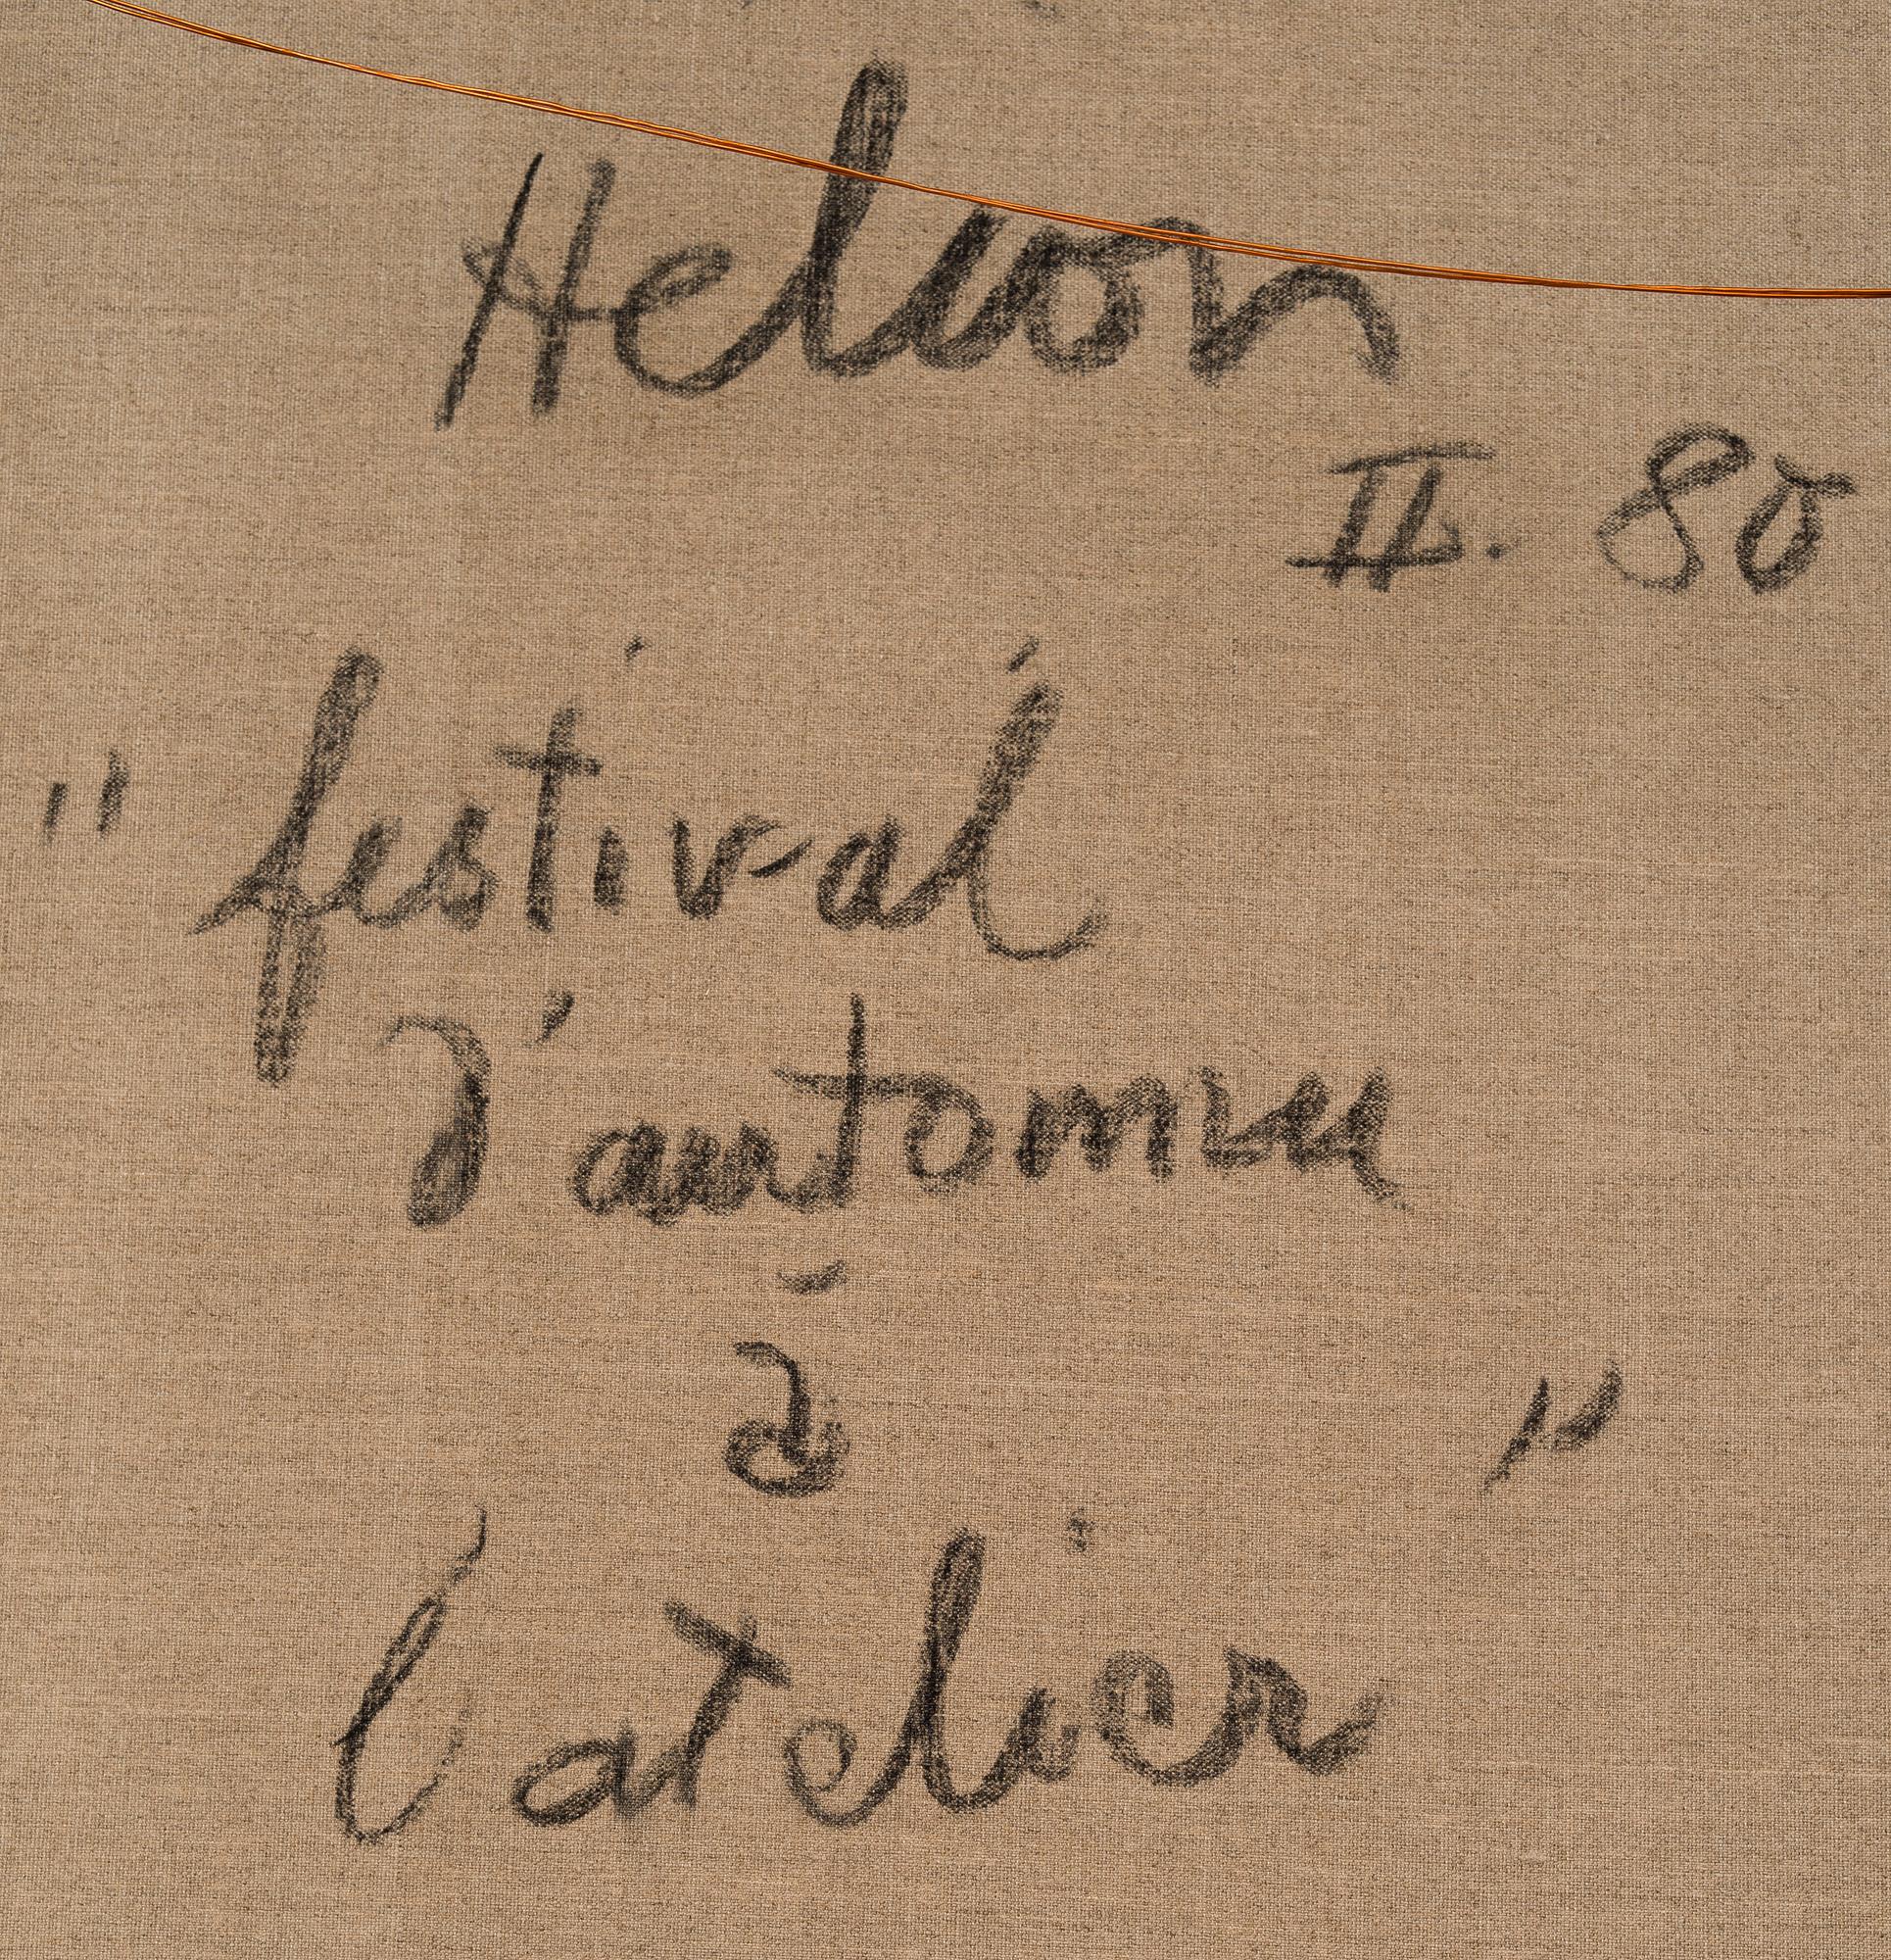 Helion
II. 80
"festival
d'automne
à "
l'atelier